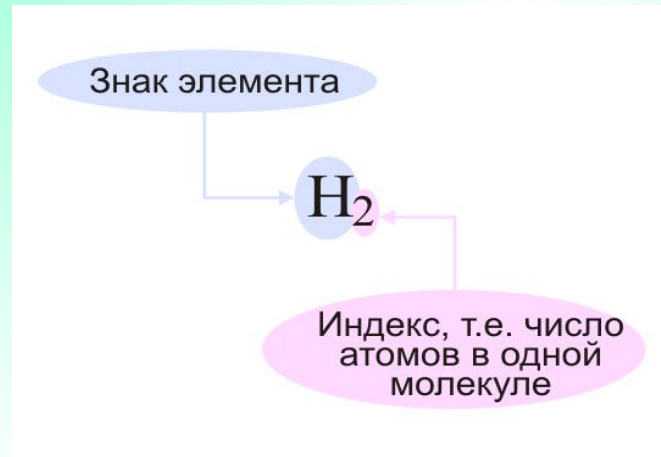 Знак элемента
H₂
Индекс, т.е. число
атомов в одной
молекуле